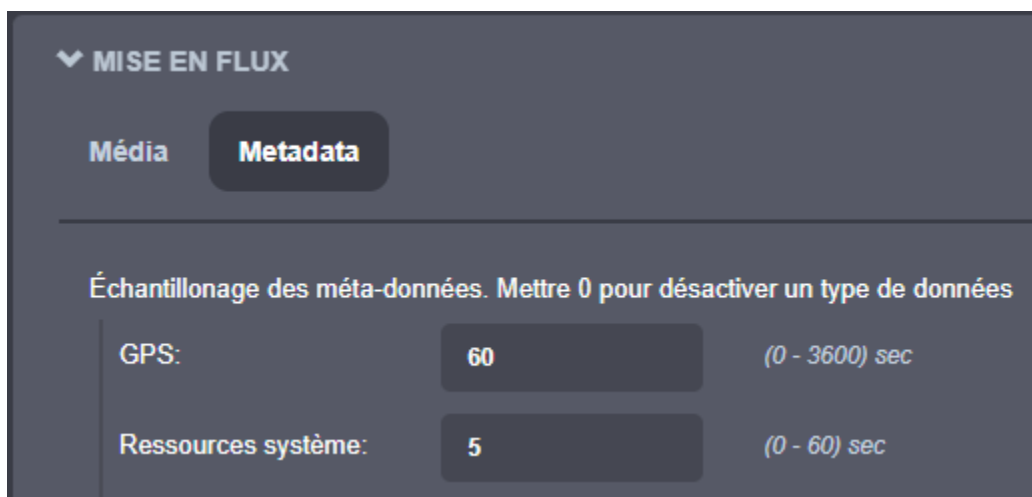 MISE EN FLUX
Média Metadata
Échantillonage des méta-données. Mettre 0 pour désactiver un type de données
GPS: 60 (0 - 3600) sec
Ressources système: 5 (0 - 60) sec